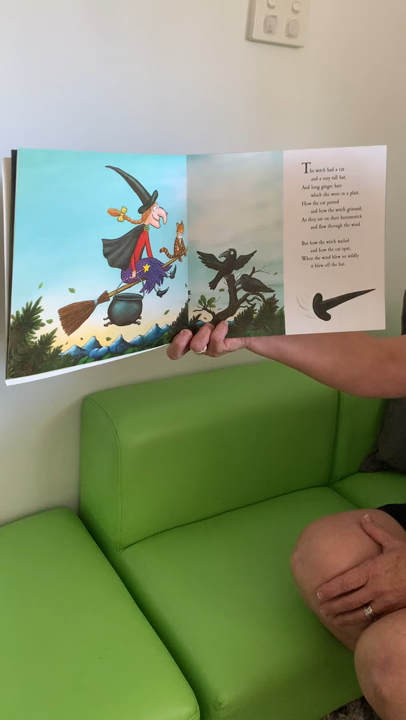 The witch had a cat
and a very tall hat,
And long ginger hair
which she wore in a plait.
How the cat purred
and how the witch grinned,
As they sat on their broomstick
and flew through the wind.
But how the witch wailed
and how the cat spat,
When the wind blew so wildly
it blew off the hat.